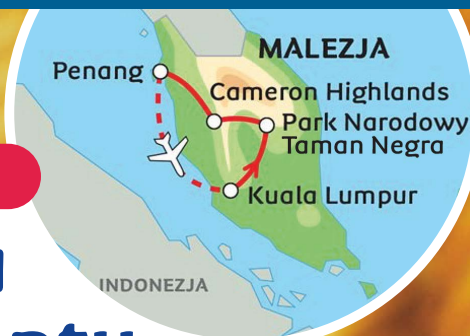 MALEZJA
Penang
Cameron Highlands
Park Narodowy
Taman Negra
Kuala Lumpur
INDONEZJA